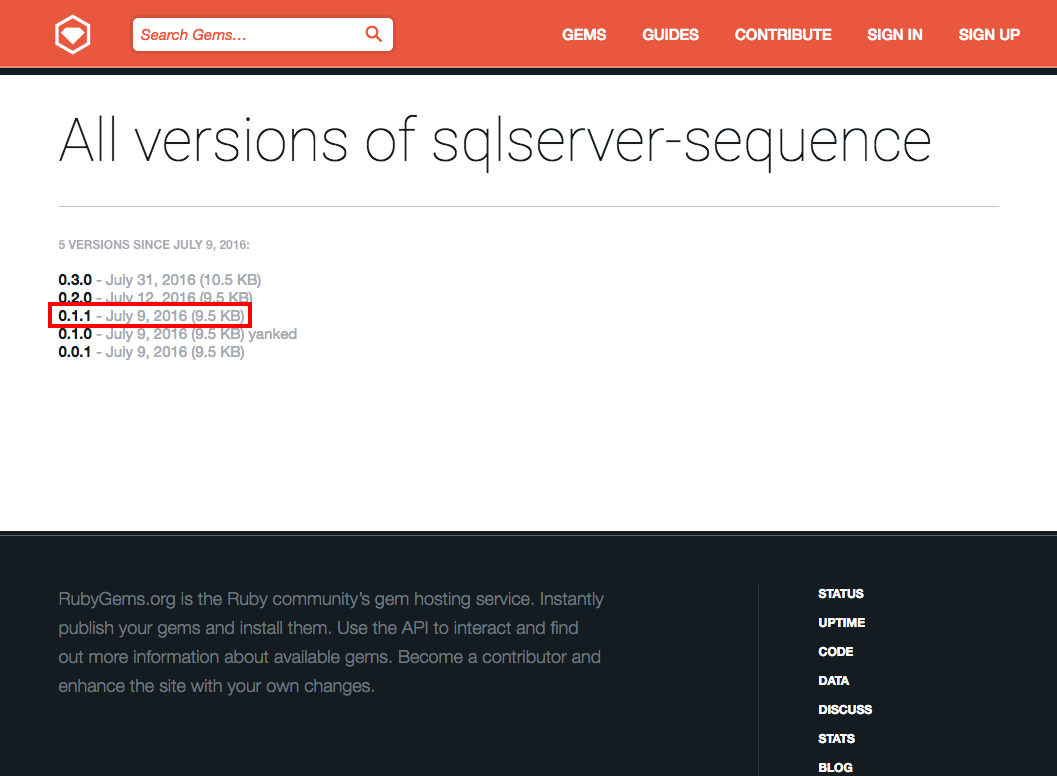 Search Gems…
GEMS GUIDES CONTRIBUTE SIGN IN SIGN UP
All versions of sqlserver-sequence
5 VERSIONS SINCE JULY 9, 2016:
0.3.0 - July 31, 2016 (10.5 KB)
0.2.0 - July 12, 2016 (9.5 KB)
0.1.1 - July 9, 2016 (9.5 KB)
0.1.0 - July 9, 2016 (9.5 KB) yanked
0.0.1 - July 9, 2016 (9.5 KB)
RubyGems.org is the Ruby community’s gem hosting service. Instantly
publish your gems and install them. Use the API to interact and find
out more information about available gems. Become a contributor and
enhance the site with your own changes.
STATUS
UPTIME
CODE
DATA
DISCUSS
STATS
BLOG